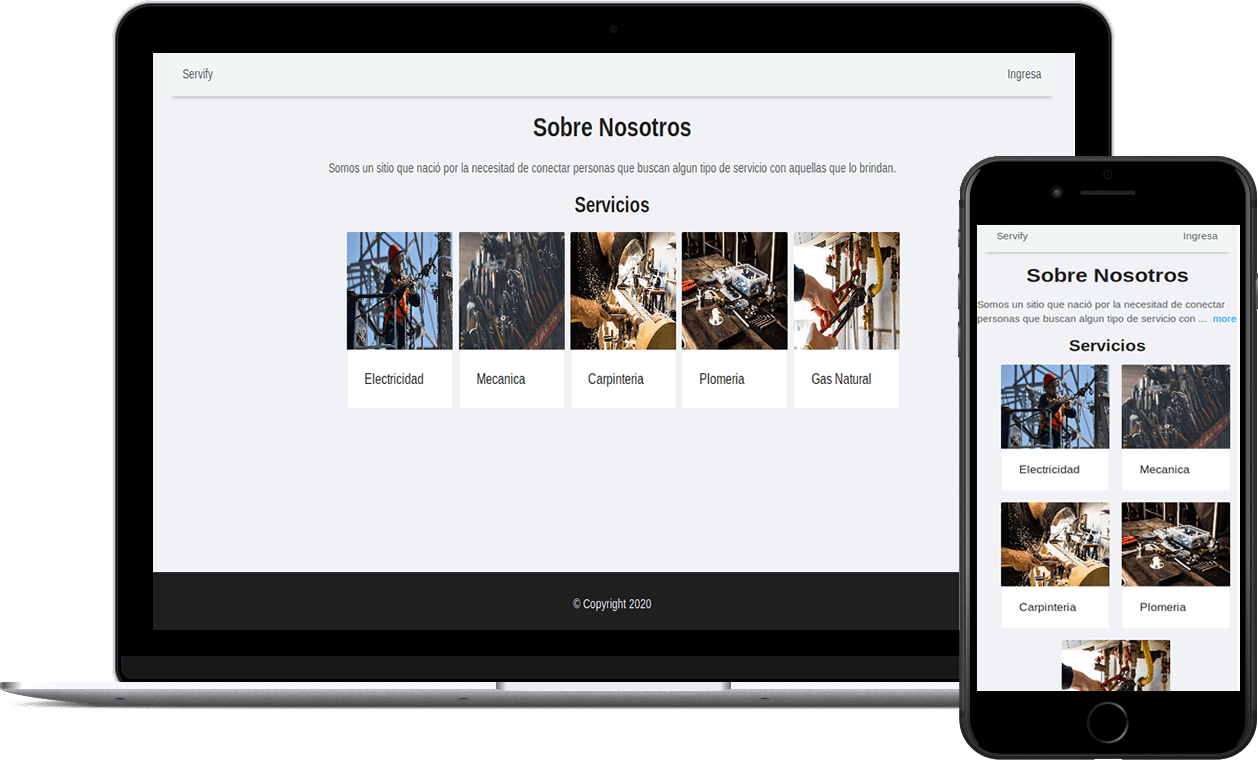 Servify
Ingresa
Sobre Nosotros
Somos un sitio que nació por la necesitad de conectar personas que buscan algun tipo de servicio con aquellas que lo brindan.
Servicios
Electricidad
Mecanica
Carpinteria
Plomeria
Gas Natural
© Copyright 2020
Servify
Ingresa
Sobre Nosotros
Somos un sitio que nació por la necesitad de conectar
personas que buscan algun tipo de servicio con ... more
Servicios
Electricidad
Mecanica
Carpinteria
Plomeria